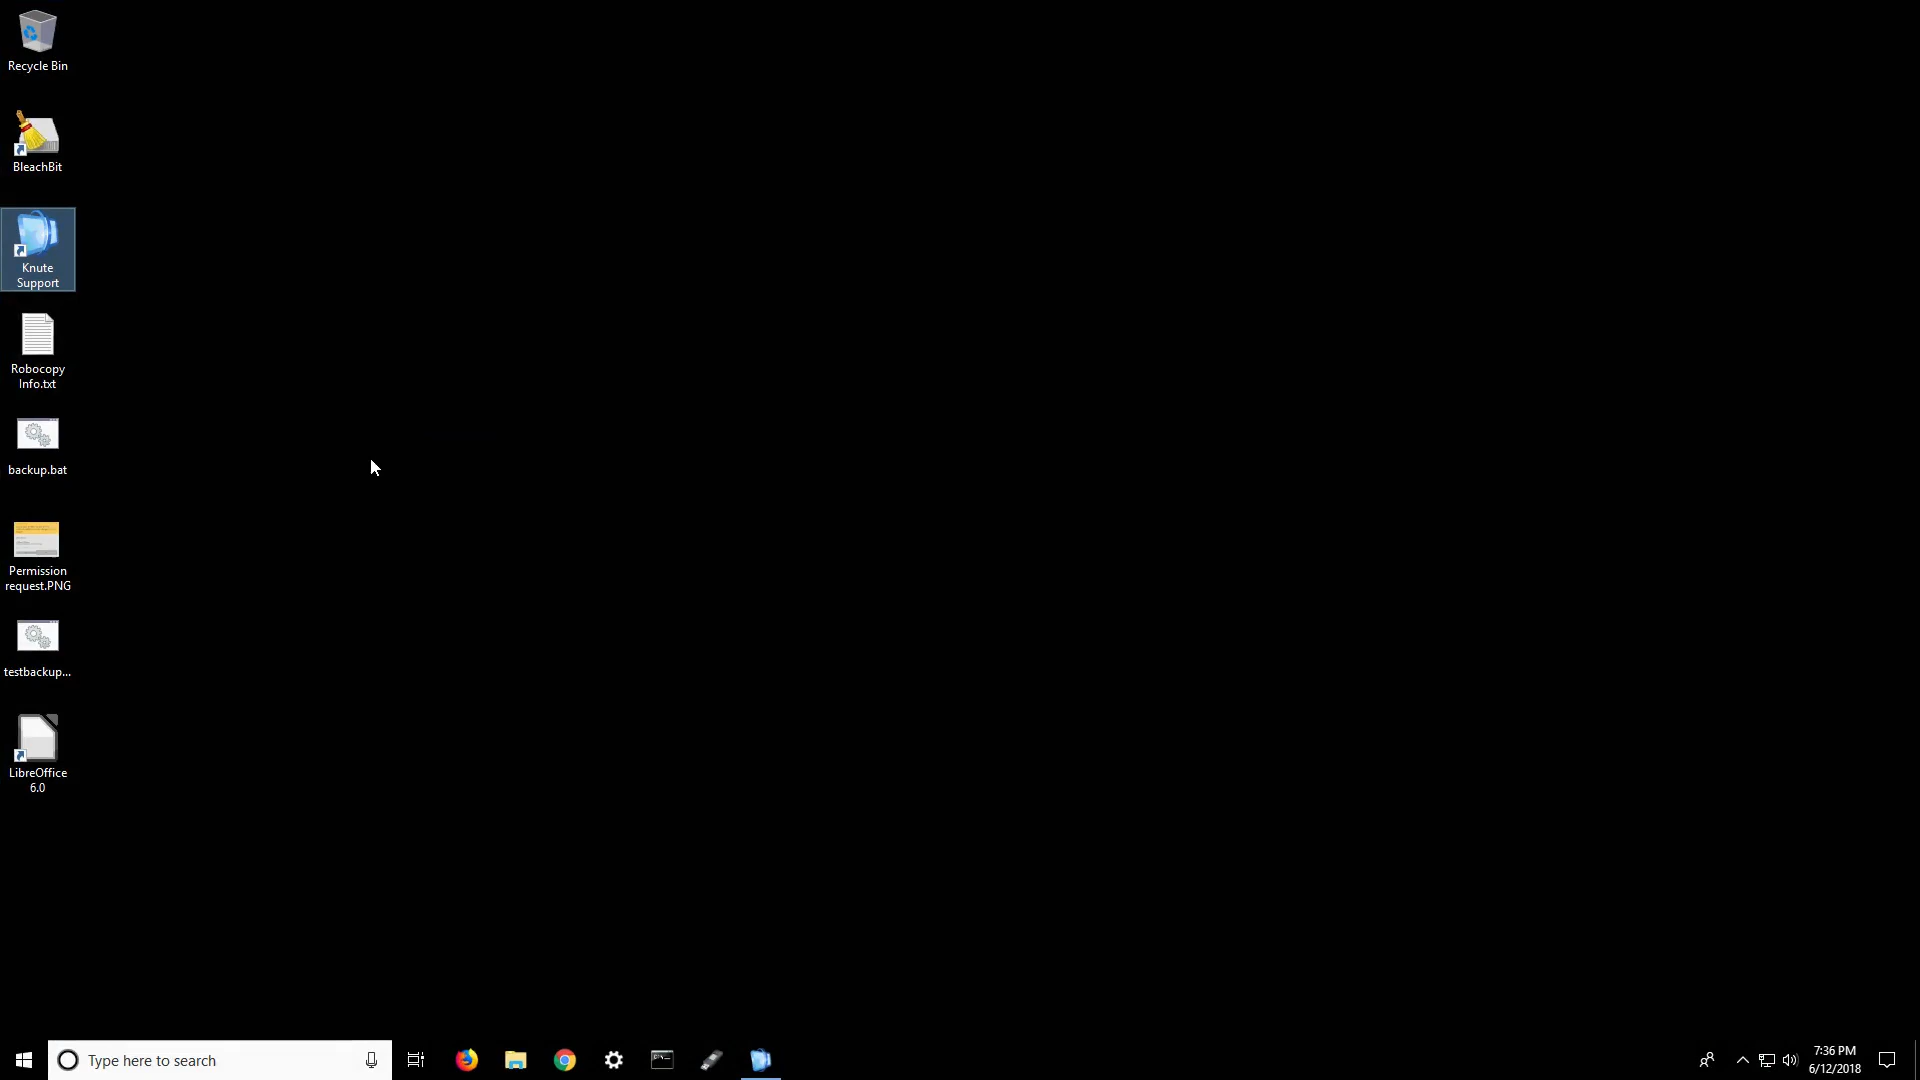 Recycle Bin
BleachBit
Knute
Support
Robocopy
Info.txt
backup.bat
Permission
request.PNG
testbackup...
LibreOffice
6.0
Type here to search
7:36 PM
6/12/2018